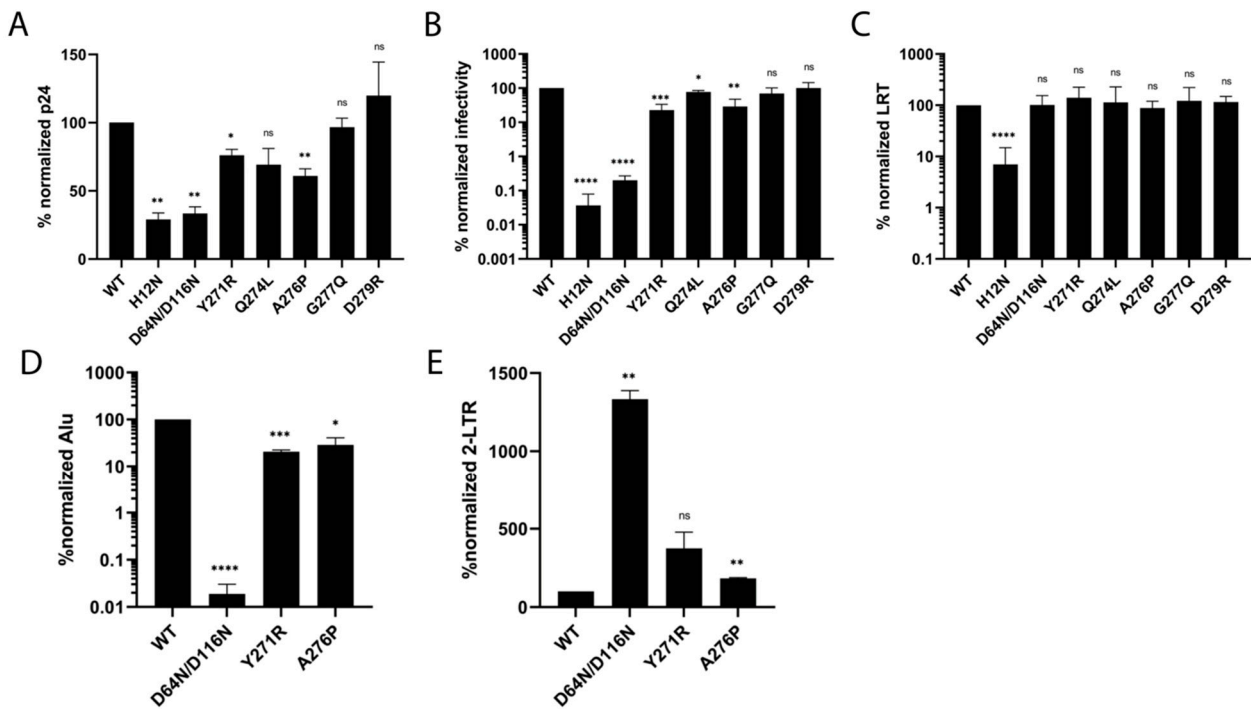 A
% normalized p24
150
100
50
0
** ** * ns ** ns ns
WT H12N D64N/D116N Y271R Q274L A276P G277Q D279R
B
% normalized infectivity
1000
100
10
1
0.1
0.01
0.001
**** **** *** * ** ns ns
WT H12N D64N/D116N Y271R Q274L A276P G277Q D279R
C
% normalized LRT
1000
100
10
1
0.1
**** ns ns ns ns ns ns
WT H12N D64N/D116N Y271R Q274L A276P G277Q D279R
D
%normalized Alu
1000
100
10
1
0.1
0.01
**** *** *
WT D64N/D116N Y271R A276P
E
%normalized 2-LTR
1500
1000
500
0
** ns **
WT D64N/D116N Y271R A276P